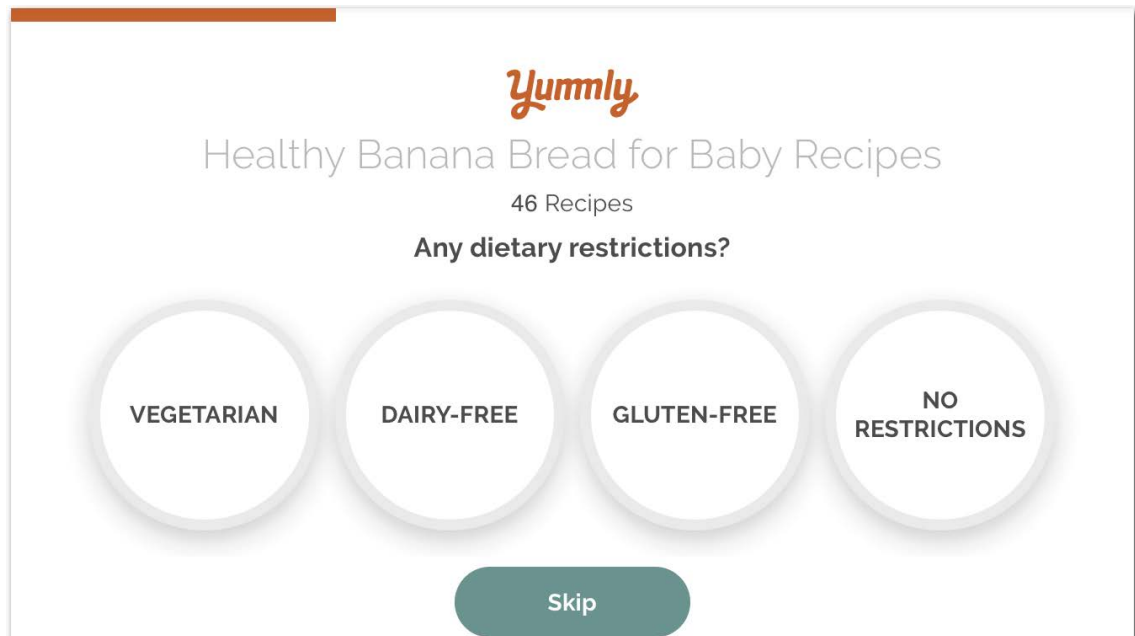 Yummly
Healthy Banana Bread for Baby Recipes
46 Recipes
Any dietary restrictions?
VEGETARIAN
DAIRY-FREE
GLUTEN-FREE
NO
RESTRICTIONS
Skip